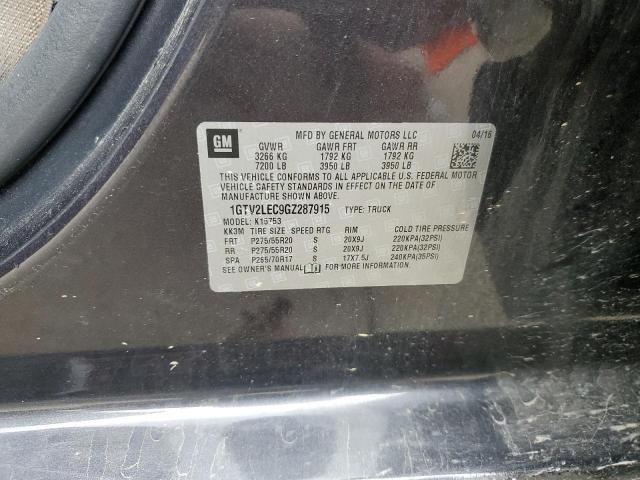 GM
MFD BY GENERAL MOTORS LLC 04/16
GVWR GAWR FRT GAWR RR
3266 KG 1792 KG 1792 KG
7200 LB 3950 LB 3950 LB
THIS VEHICLE CONFORMS TO ALL APPLICABLE U.S. FEDERAL MOTOR
VEHICLE SAFETY STANDARDS IN EFFECT ON THE DATE OF
MANUFACTURE SHOWN ABOVE.
1GTV2LEC9GZ287915 TYPE: TRUCK
MODEL: K15753
KK3M TIRE SIZE SPEED RTG RIM COLD TIRE PRESSURE
FRT P275/55R20 S 20X9J 220KPA(32PSI)
RR P275/55R20 S 20X9J 220KPA(32PSI)
SPA P265/70R17 S 17X7.5J 240KPA(35PSI)
SEE OWNER'S MANUAL FOR MORE INFORMATION.